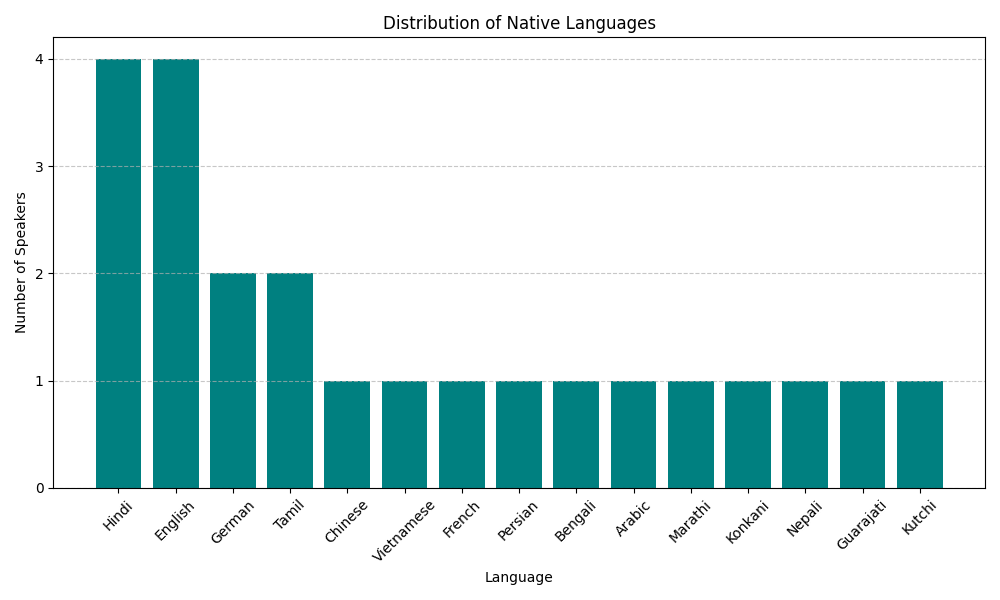 Distribution of Native Languages
Number of Speakers
4
3
2
1
0
Hindi
English
German
Tamil
Chinese
Vietnamese
French
Persian
Bengali
Arabic
Marathi
Konkani
Nepali
Guarajati
Kutchi
Language